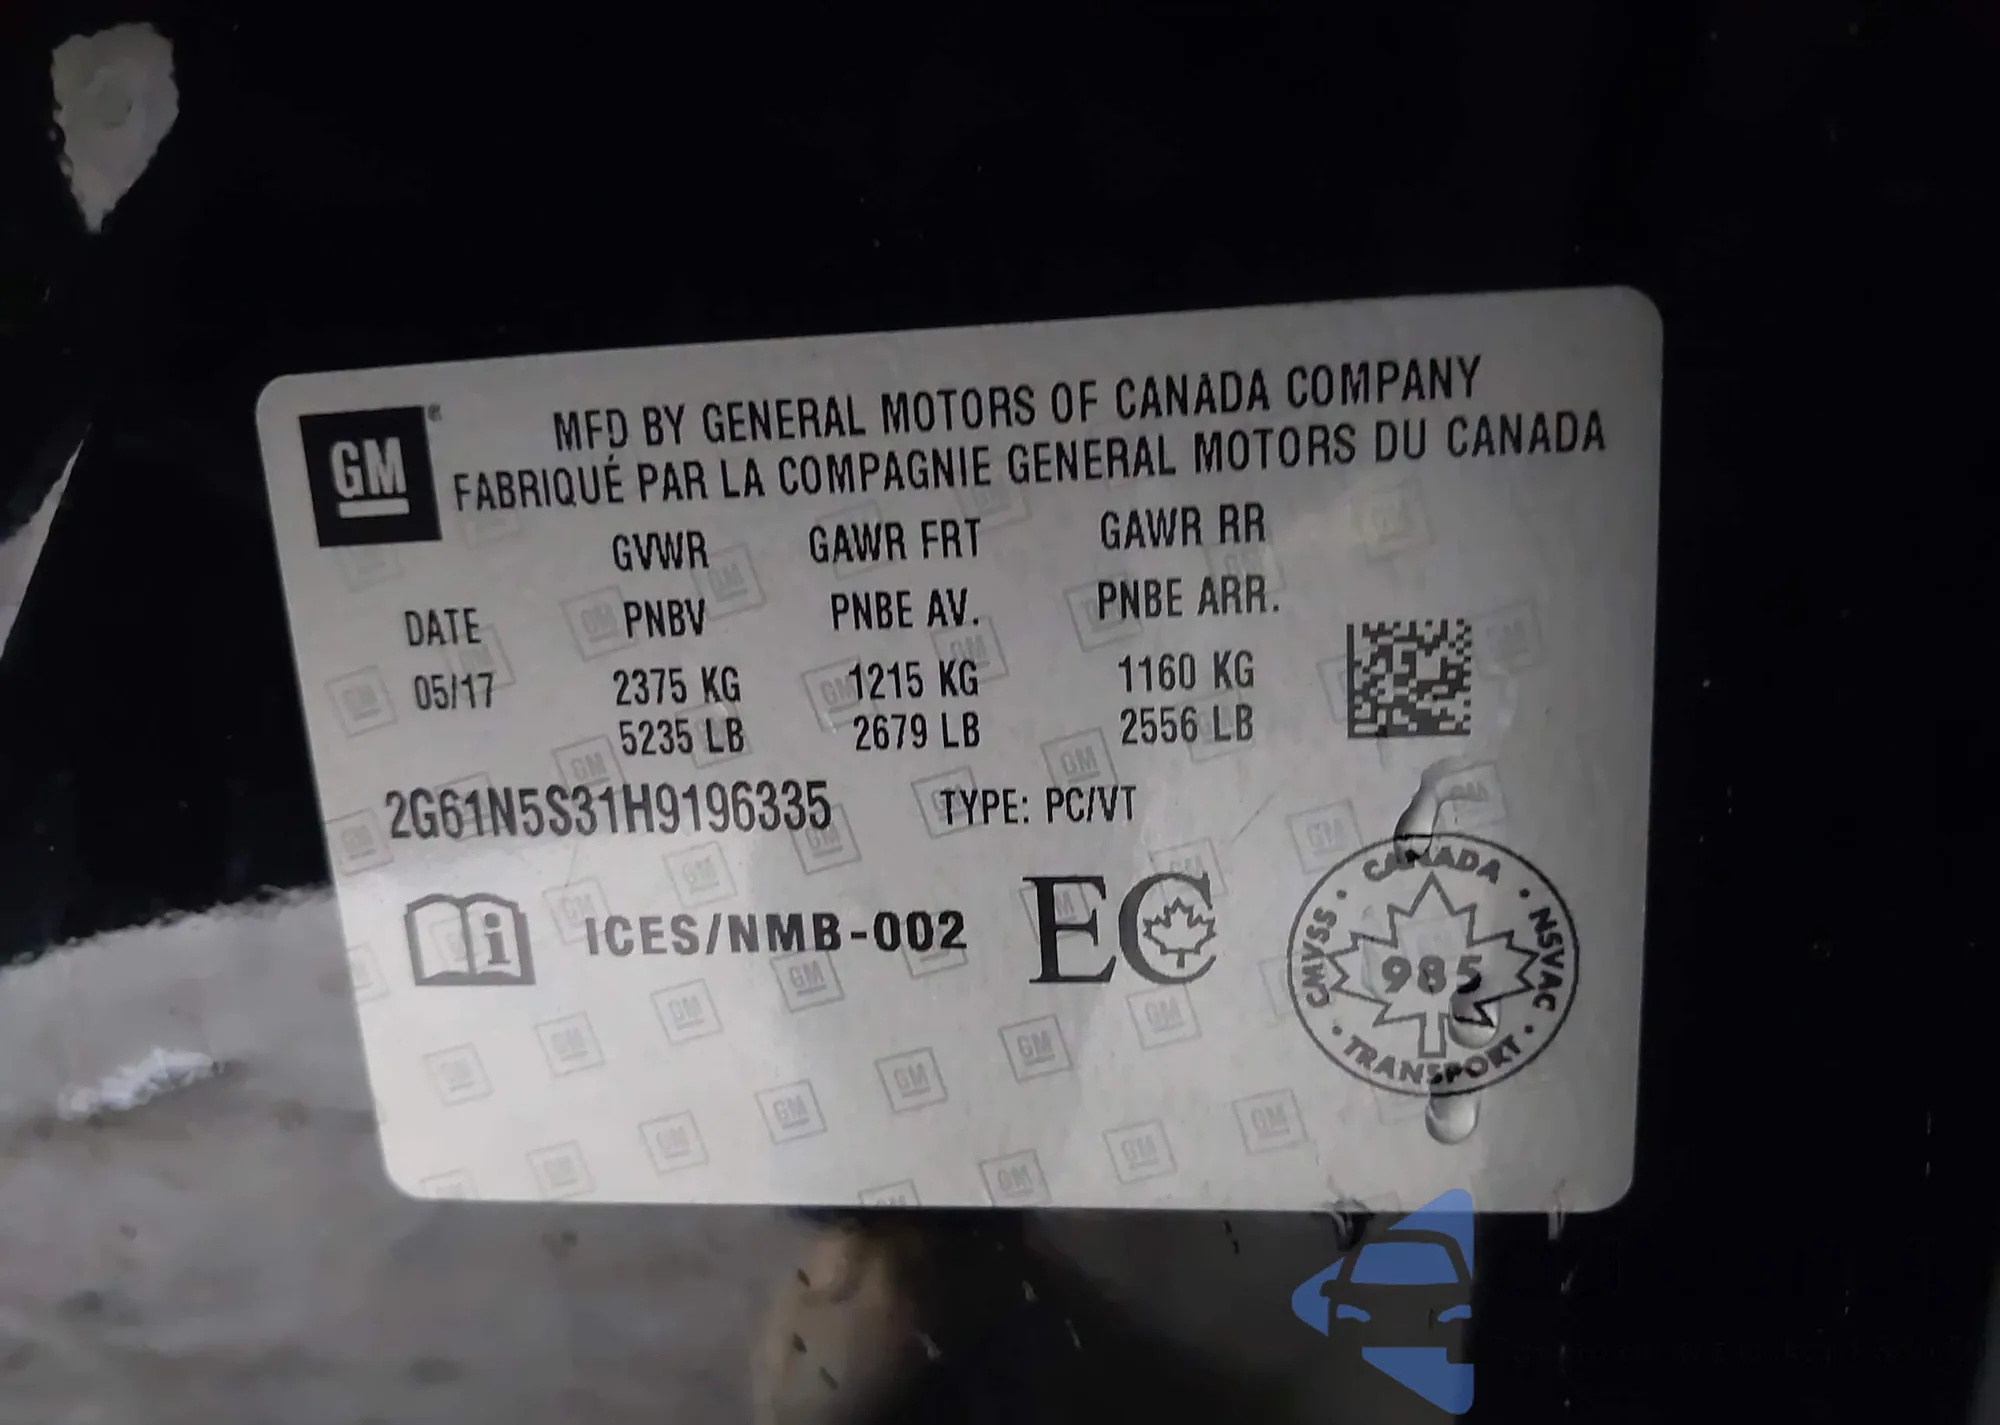 GM
MFD BY GENERAL MOTORS OF CANADA COMPANY
FABRIQUÉ PAR LA COMPAGNIE GENERAL MOTORS DU CANADA
GVWR GAWR FRT GAWR RR
DATE PNBV PNBE AV. PNBE ARR.
05/17 2375 KG 1215 KG 1160 KG
5235 LB 2679 LB 2556 LB
2G61N5S31H9196335 TYPE: PC/VT
i ICES/NMB-002 EC
CANADA
CMVSS 985 NSVAC
TRANSPORT